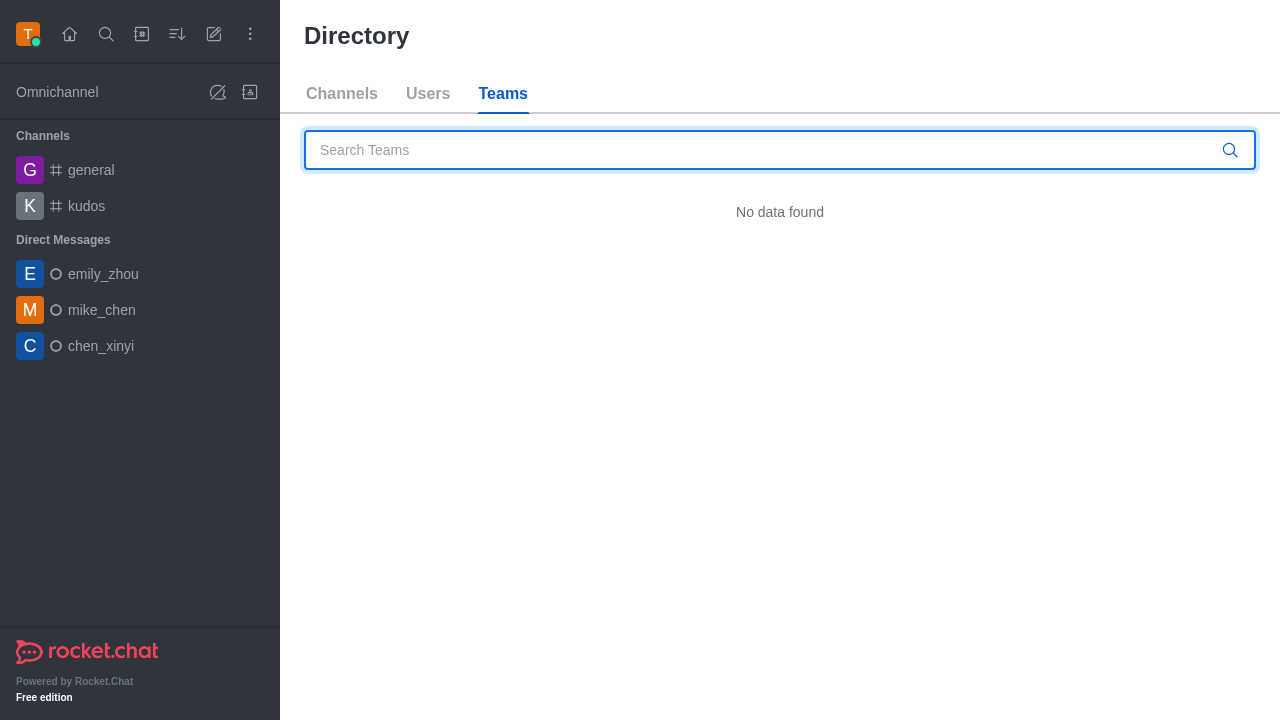 T
Directory
Channels Users Teams
Omnichannel
Search Teams
No data found
Channels
G general
K kudos
Direct Messages
E emily_zhou
M mike_chen
C chen_xinyi
rocket.chat
Powered by Rocket.Chat
Free edition